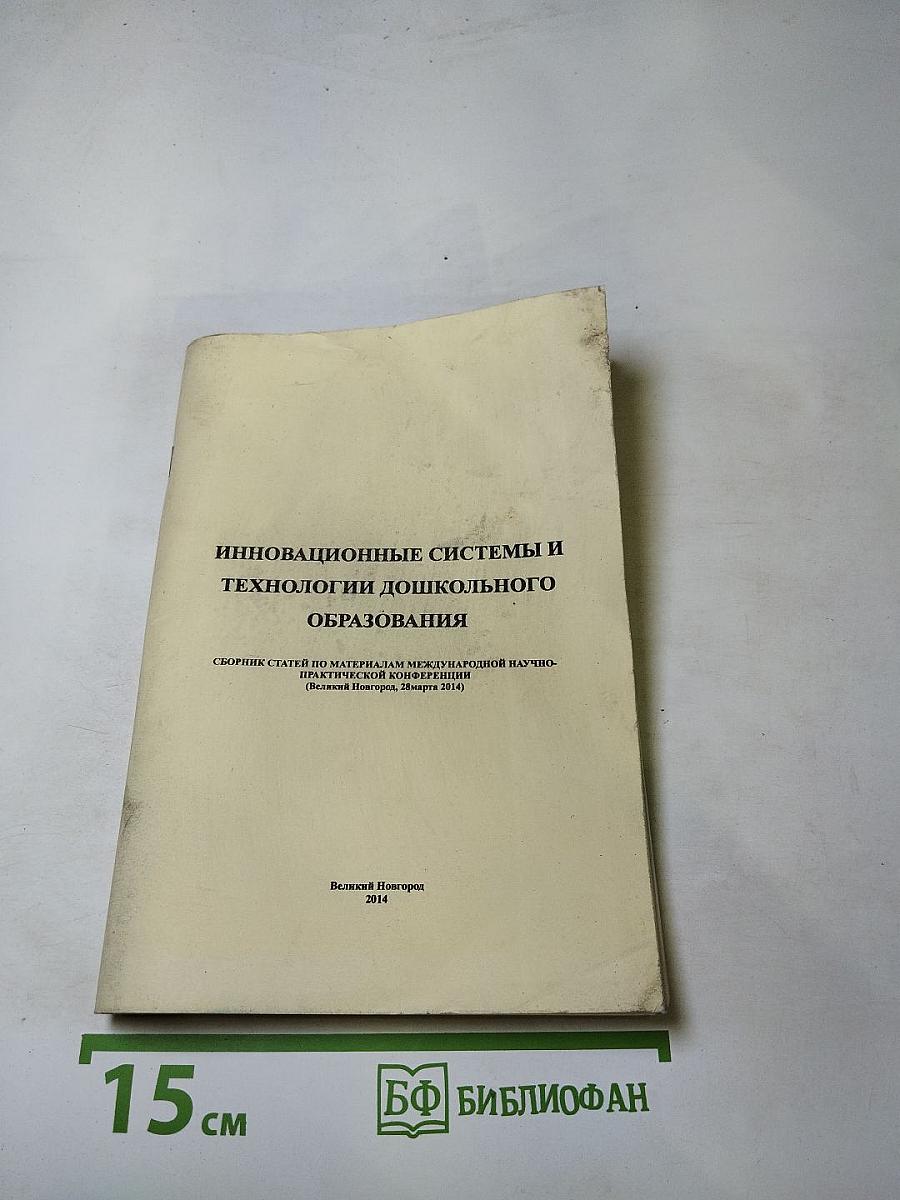 ИННОВАЦИОННЫЕ СИСТЕМЫ И
ТЕХНОЛОГИИ ДОШКОЛЬНОГО
ОБРАЗОВАНИЯ
СБОРНИК СТАТЕЙ ПО МАТЕРИАЛАМ МЕЖДУНАРОДНОЙ НАУЧНО-
ПРАКТИЧЕСКОЙ КОНФЕРЕНЦИИ
(Великий Новгород, 28марта 2014)
Великий Новгород
2014
15 см
БФ БИБЛИОФАН